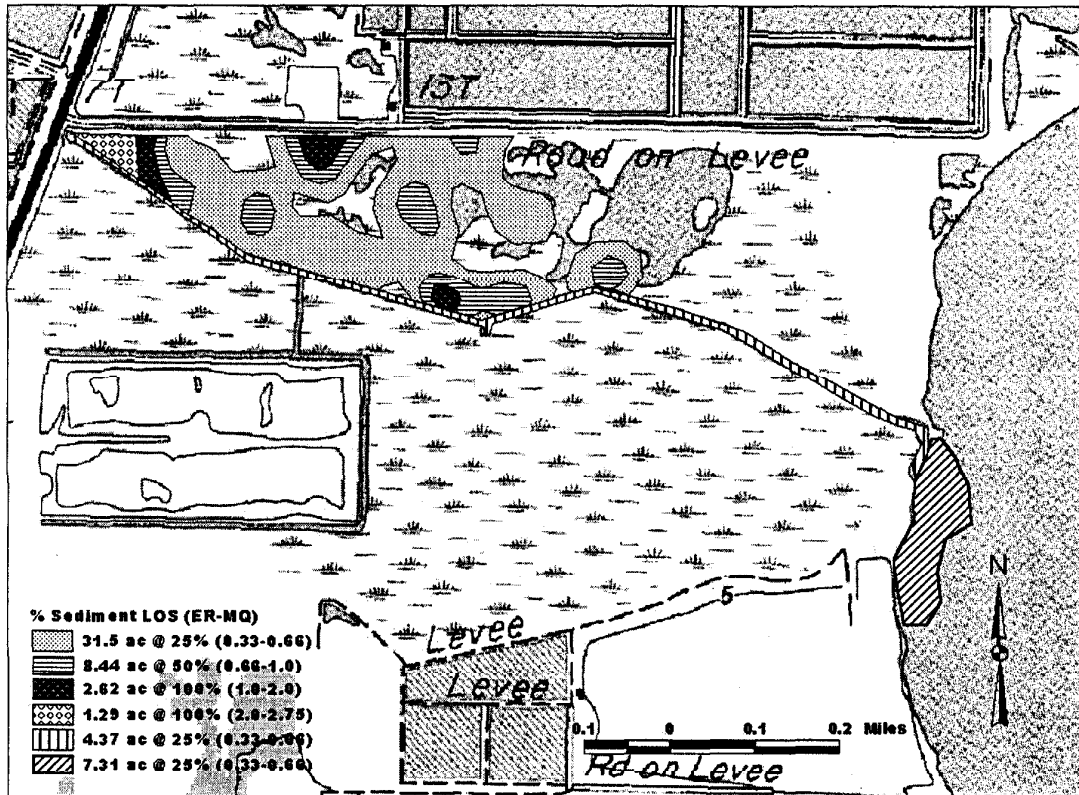 15T
Road on Levee
N
5
% Sediment LOS (ER-MQ)
31.5 ac @ 25% (0.33-0.66)
8.44 ac @ 50% (0.66-1.0)
2.62 ac @ 100% (1.0-2.0)
1.29 ac @ 100% (2.0-2.75)
4.37 ac @ 25% (0.33-0.66)
7.31 ac @ 25% (0.33-0.66)
Levee
Levee
0.1 0 0.1 0.2 Miles
Rd on Levee